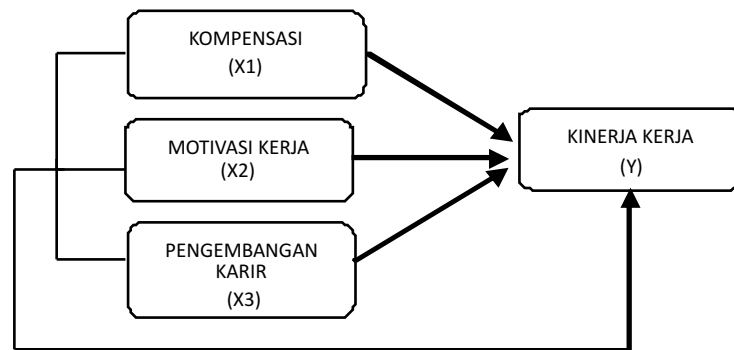 KOMPENSASI
(X1)
MOTIVASI KERJA
(X2)
PENGEMBANGAN
KARIR
(X3)
KINERJA KERJA
(Y)